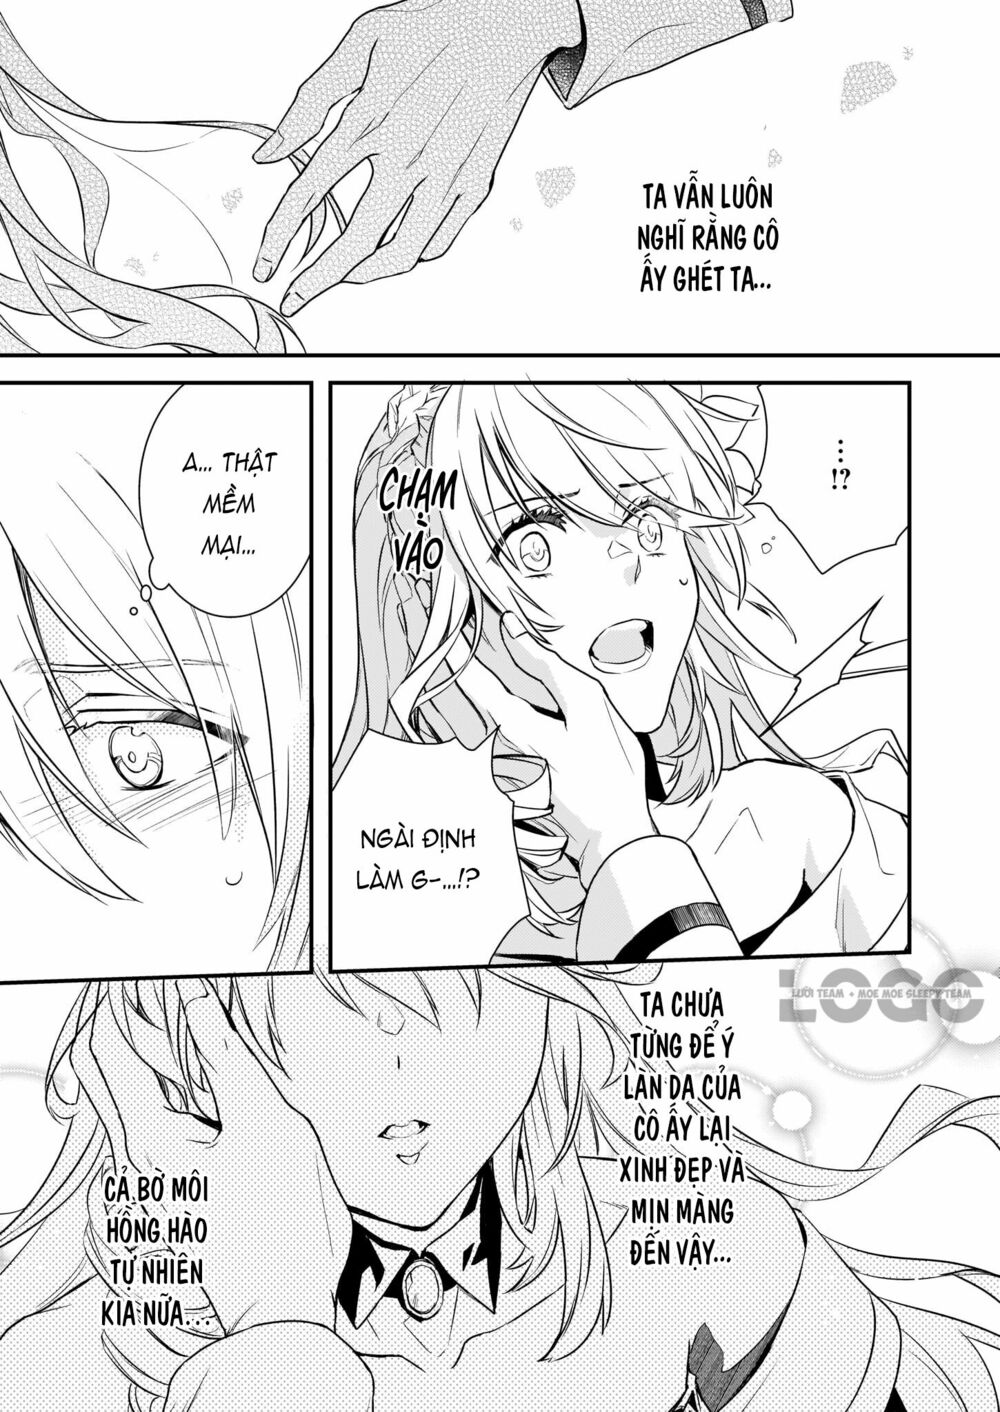 TA VẪN LUÔN
NGHĨ RẰNG CÔ
ẤY GHÉT TA...
...!?
CHẠM
VÀO
NGÀI ĐỊNH
LÀM G-...!?
A... THẬT
MỀM
MẠI...
TA CHƯA
TỪNG ĐỂ Ý
LÀN DA CỦA
CÔ ẤY LẠI
XINH ĐẸP VÀ
MỊN MÀNG
ĐẾN VẬY...
CẢ BỜ MÔI
HỒNG HÀO
TỰ NHIÊN
KIA NỮA...
LOGO
LƯỜI TEAM + MOE MOE SLEEPY TEAM